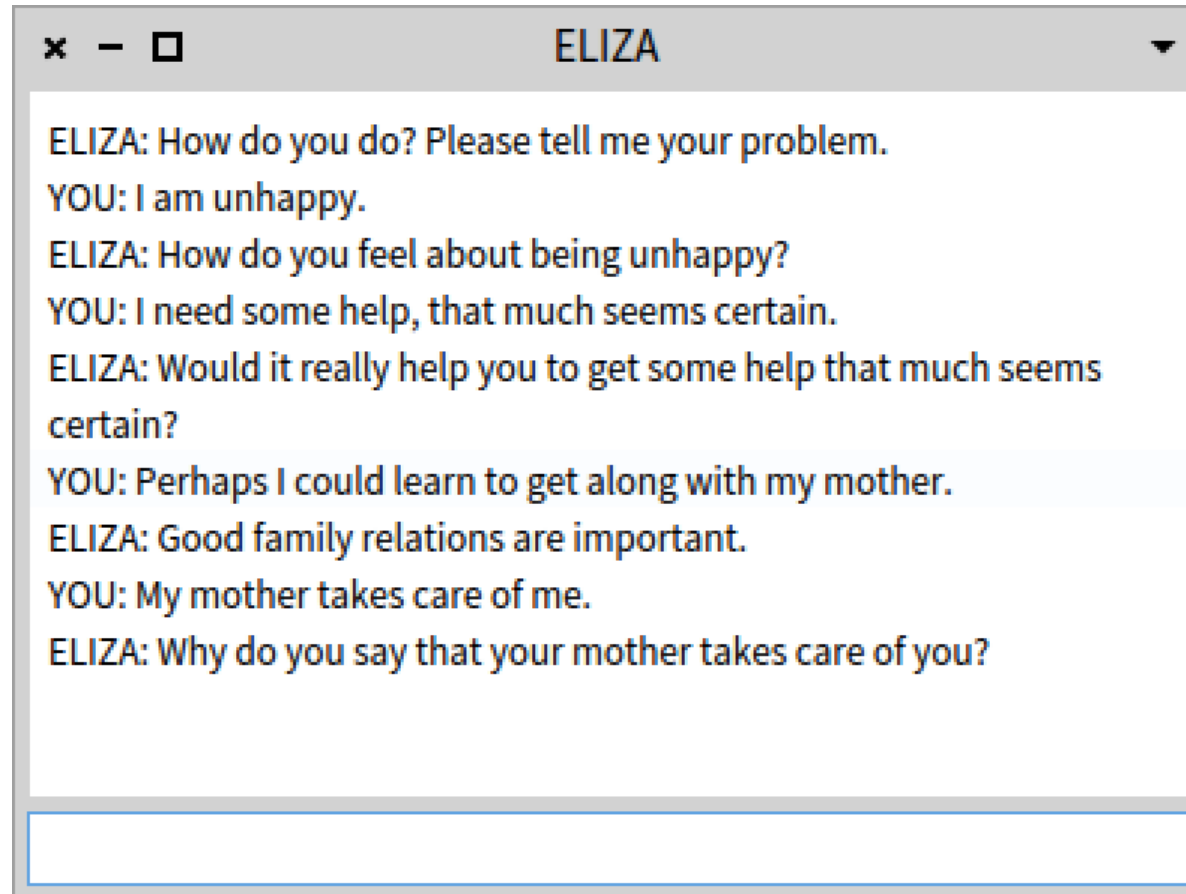 ELIZA
ELIZA: How do you do? Please tell me your problem.
YOU: I am unhappy.
ELIZA: How do you feel about being unhappy?
YOU: I need some help, that much seems certain.
ELIZA: Would it really help you to get some help that much seems
certain?
YOU: Perhaps I could learn to get along with my mother.
ELIZA: Good family relations are important.
YOU: My mother takes care of me.
ELIZA: Why do you say that your mother takes care of you?